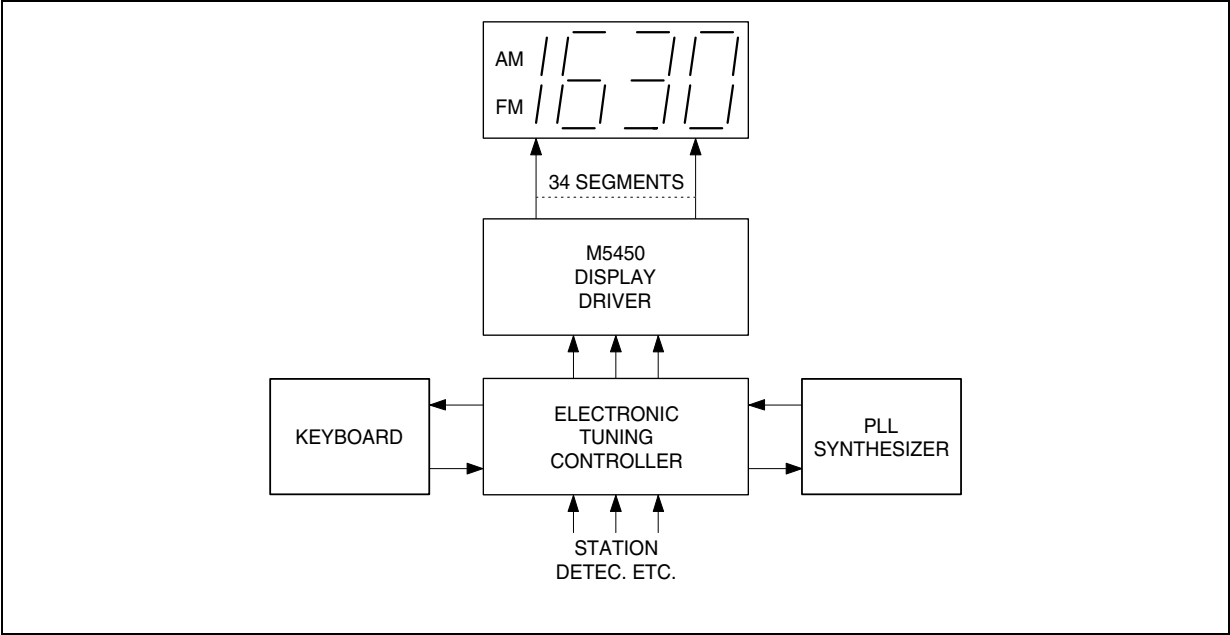 AM
1630
FM
34 SEGMENTS
M5450
DISPLAY
DRIVER
KEYBOARD
ELECTRONIC
TUNING
CONTROLLER
PLL
SYNTHESIZER
STATION
DETEC. ETC.